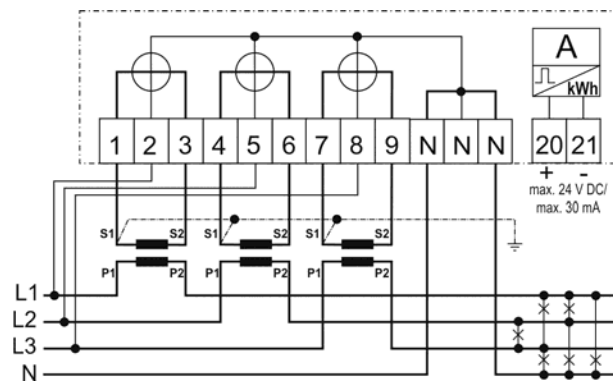 A
kWh
1 2 3 4 5 6 7 8 9 N N N 20 21
+ -
max. 24 V DC/
max. 30 mA
S1 S2 S1 S2 S1 S2
P1 P2 P1 P2 P1 P2
L1
L2
L3
N